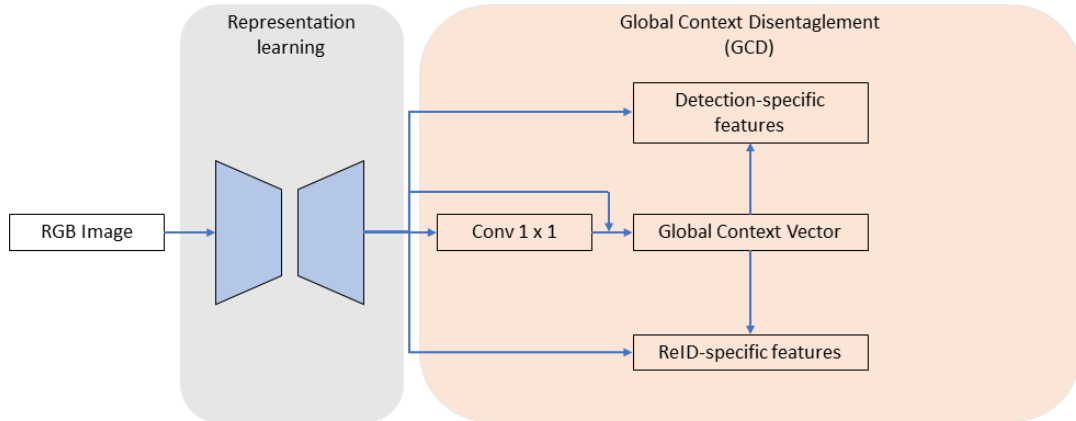 Representation
learning
Global Context Disentaglement
(GCD)
Detection-specific
features
RGB Image
Conv 1 x 1
Global Context Vector
ReID-specific features